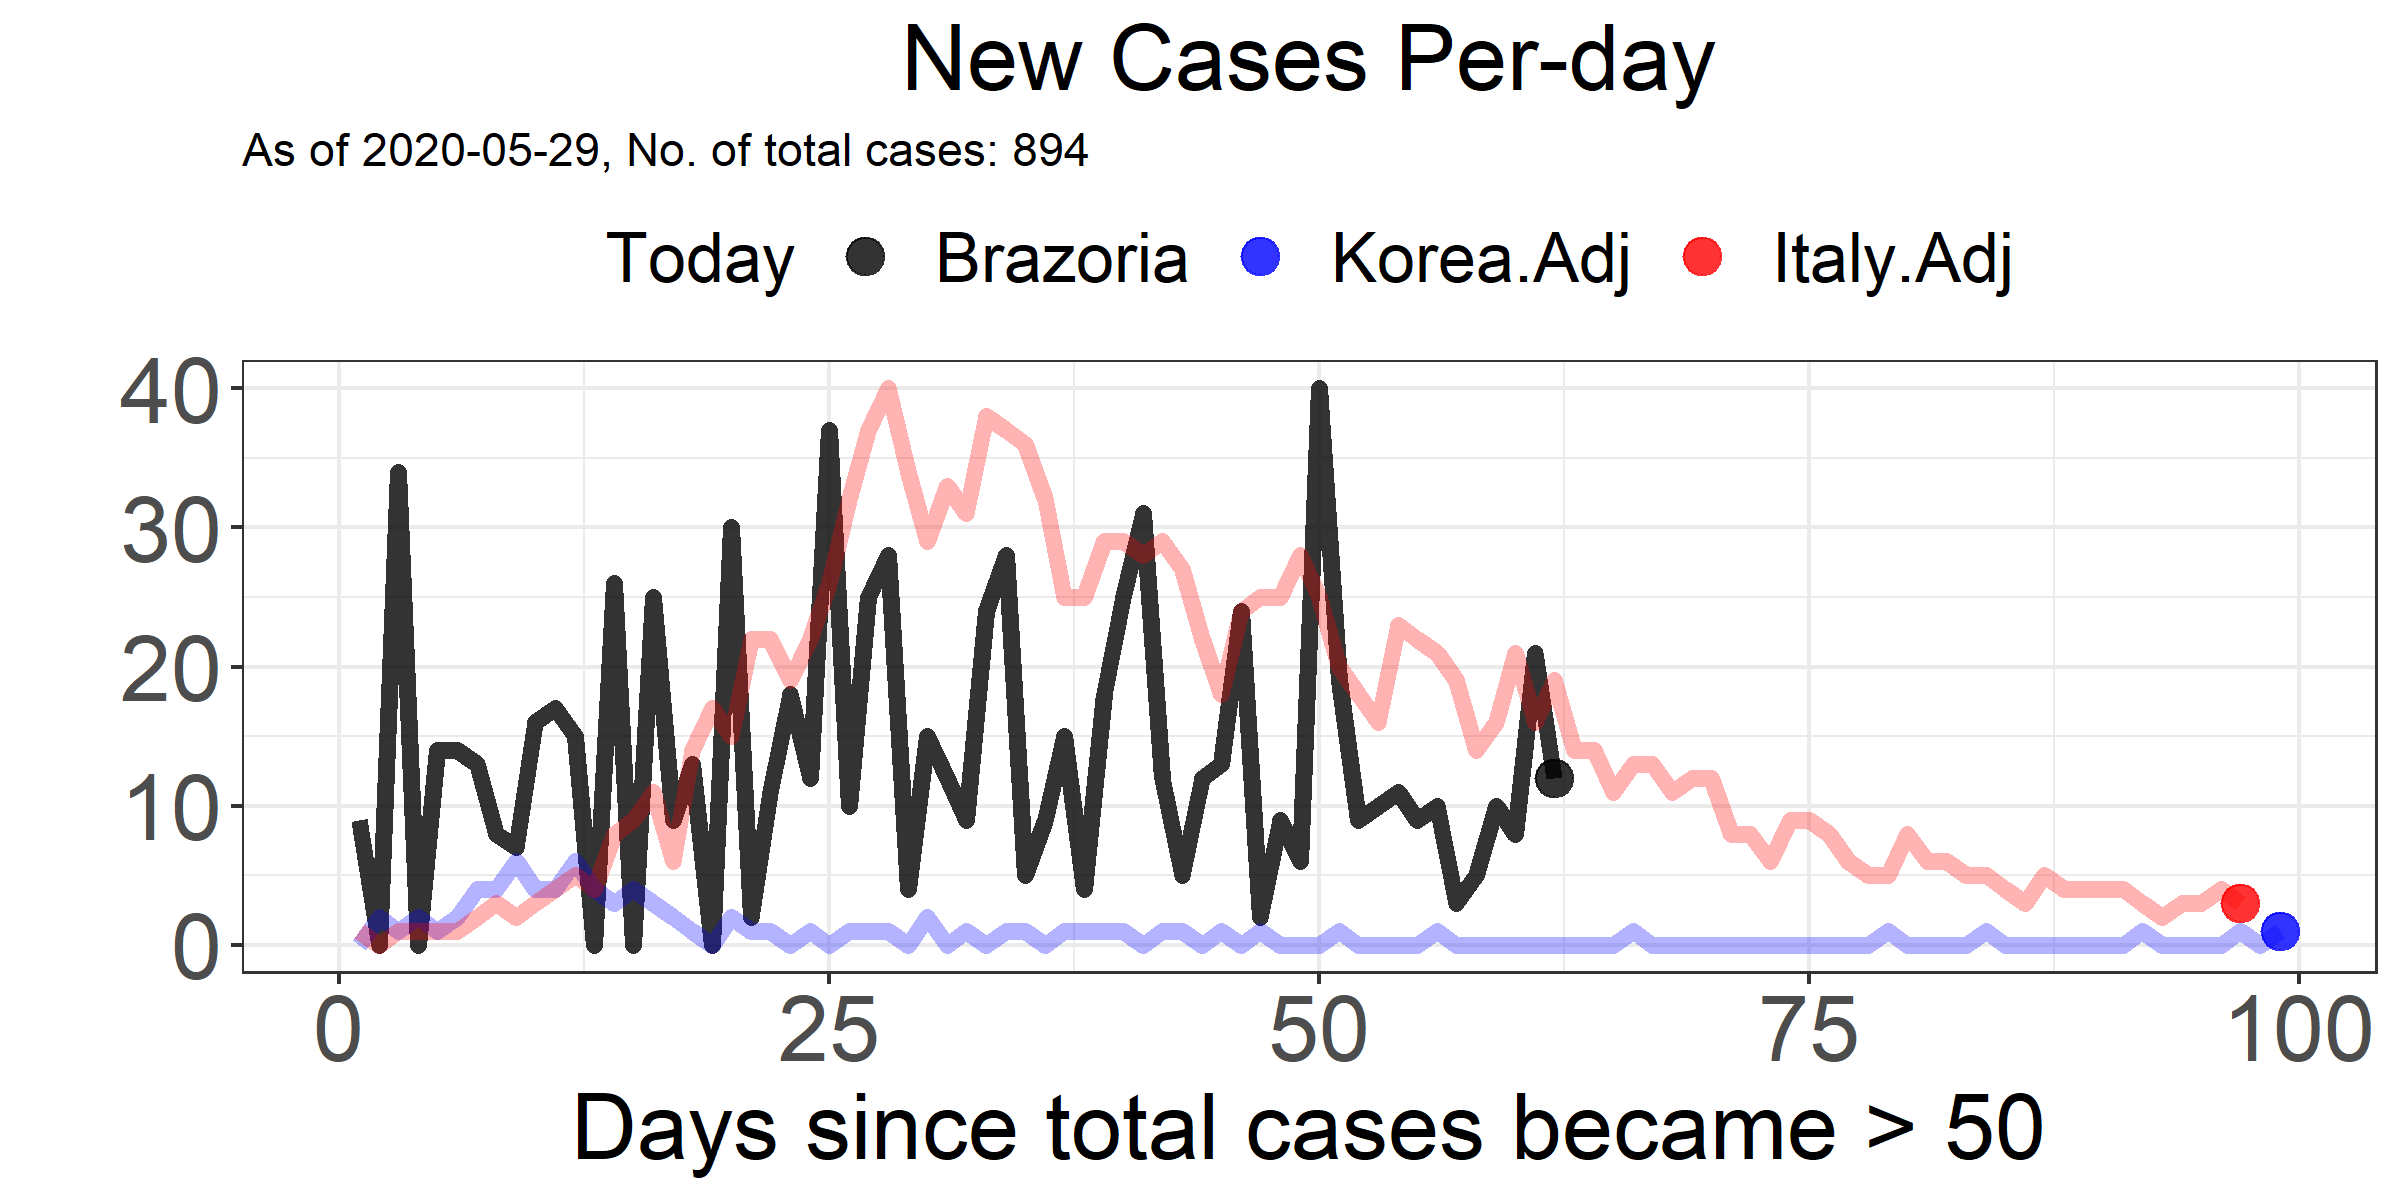 New Cases Per-day
As of 2020-05-29, No. of total cases: 894
Today Brazoria Korea.Adj Italy.Adj
40
30
20
10
0
0 25 50 75 100
Days since total cases became > 50